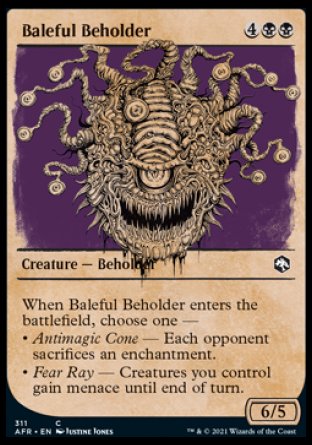 Baleful Beholder 4
Creature — Beholder
When Baleful Beholder enters the
battlefield, choose one —
• Antimagic Cone — Each opponent
sacrifices an enchantment.
• Fear Ray — Creatures you control
gain menace until end of turn.
6/5
311 C
AFR • EN Justine Jones
™ & © 2021 Wizards of the Coast